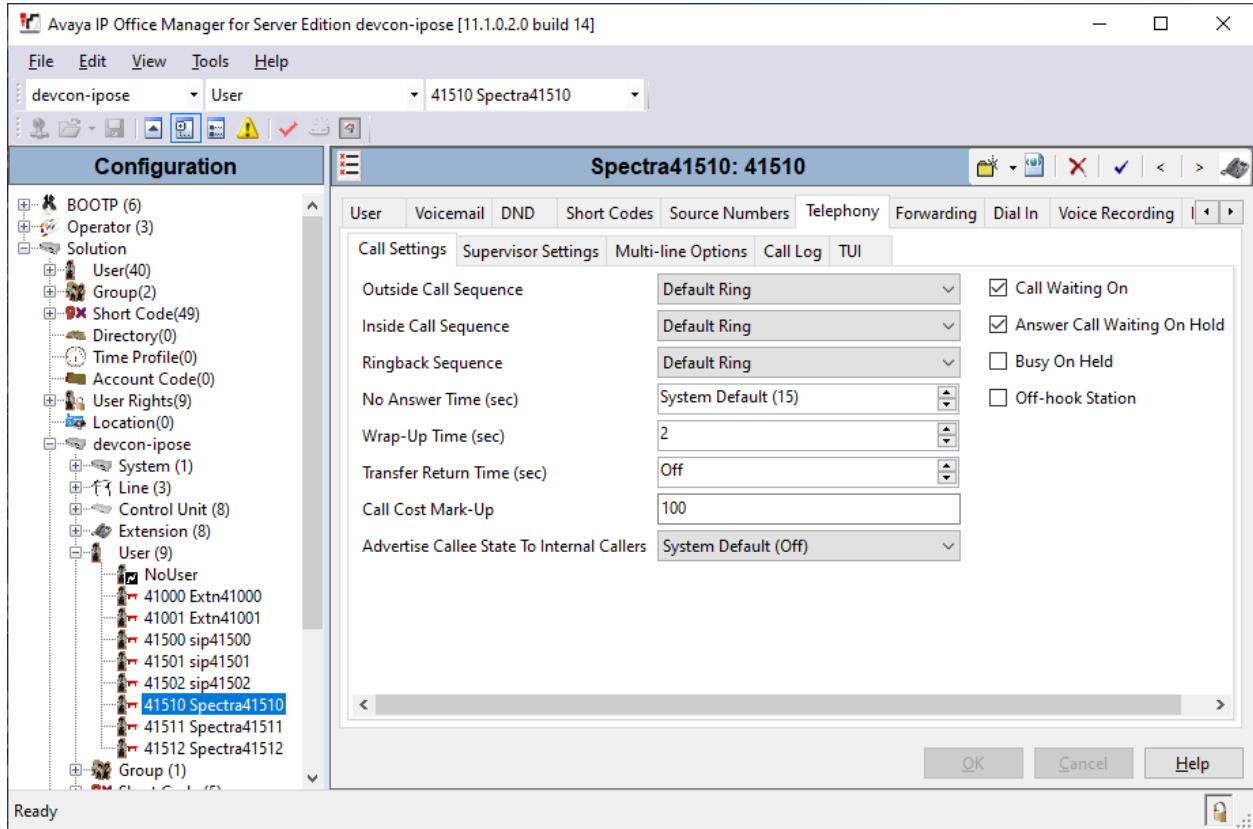 Avaya IP Office Manager for Server Edition devcon-ipose [11.1.0.2.0 build 14]
File Edit View Tools Help
devcon-ipose User 41510 Spectra41510
Configuration
BOOTP (6)
Operator (3)
Solution
User(40)
Group(2)
Short Code(49)
Directory(0)
Time Profile(0)
Account Code(0)
User Rights(9)
Location(0)
devcon-ipose
System (1)
Line (3)
Control Unit (8)
Extension (8)
User (9)
NoUser
41000 Extn41000
41001 Extn41001
41500 sip41500
41501 sip41501
41502 sip41502
41510 Spectra41510
41511 Spectra41511
41512 Spectra41512
Group (1)
Spectra41510: 41510
User Voicemail DND Short Codes Source Numbers Telephony Forwarding Dial In Voice Recording
Call Settings Supervisor Settings Multi-line Options Call Log TUI
Outside Call Sequence Default Ring
Inside Call Sequence Default Ring
Ringback Sequence Default Ring
No Answer Time (sec) System Default (15)
Wrap-Up Time (sec) 2
Transfer Return Time (sec) Off
Call Cost Mark-Up 100
Advertise Callee State To Internal Callers System Default (Off)
Call Waiting On
Answer Call Waiting On Hold
Busy On Held
Off-hook Station
OK Cancel Help
Ready